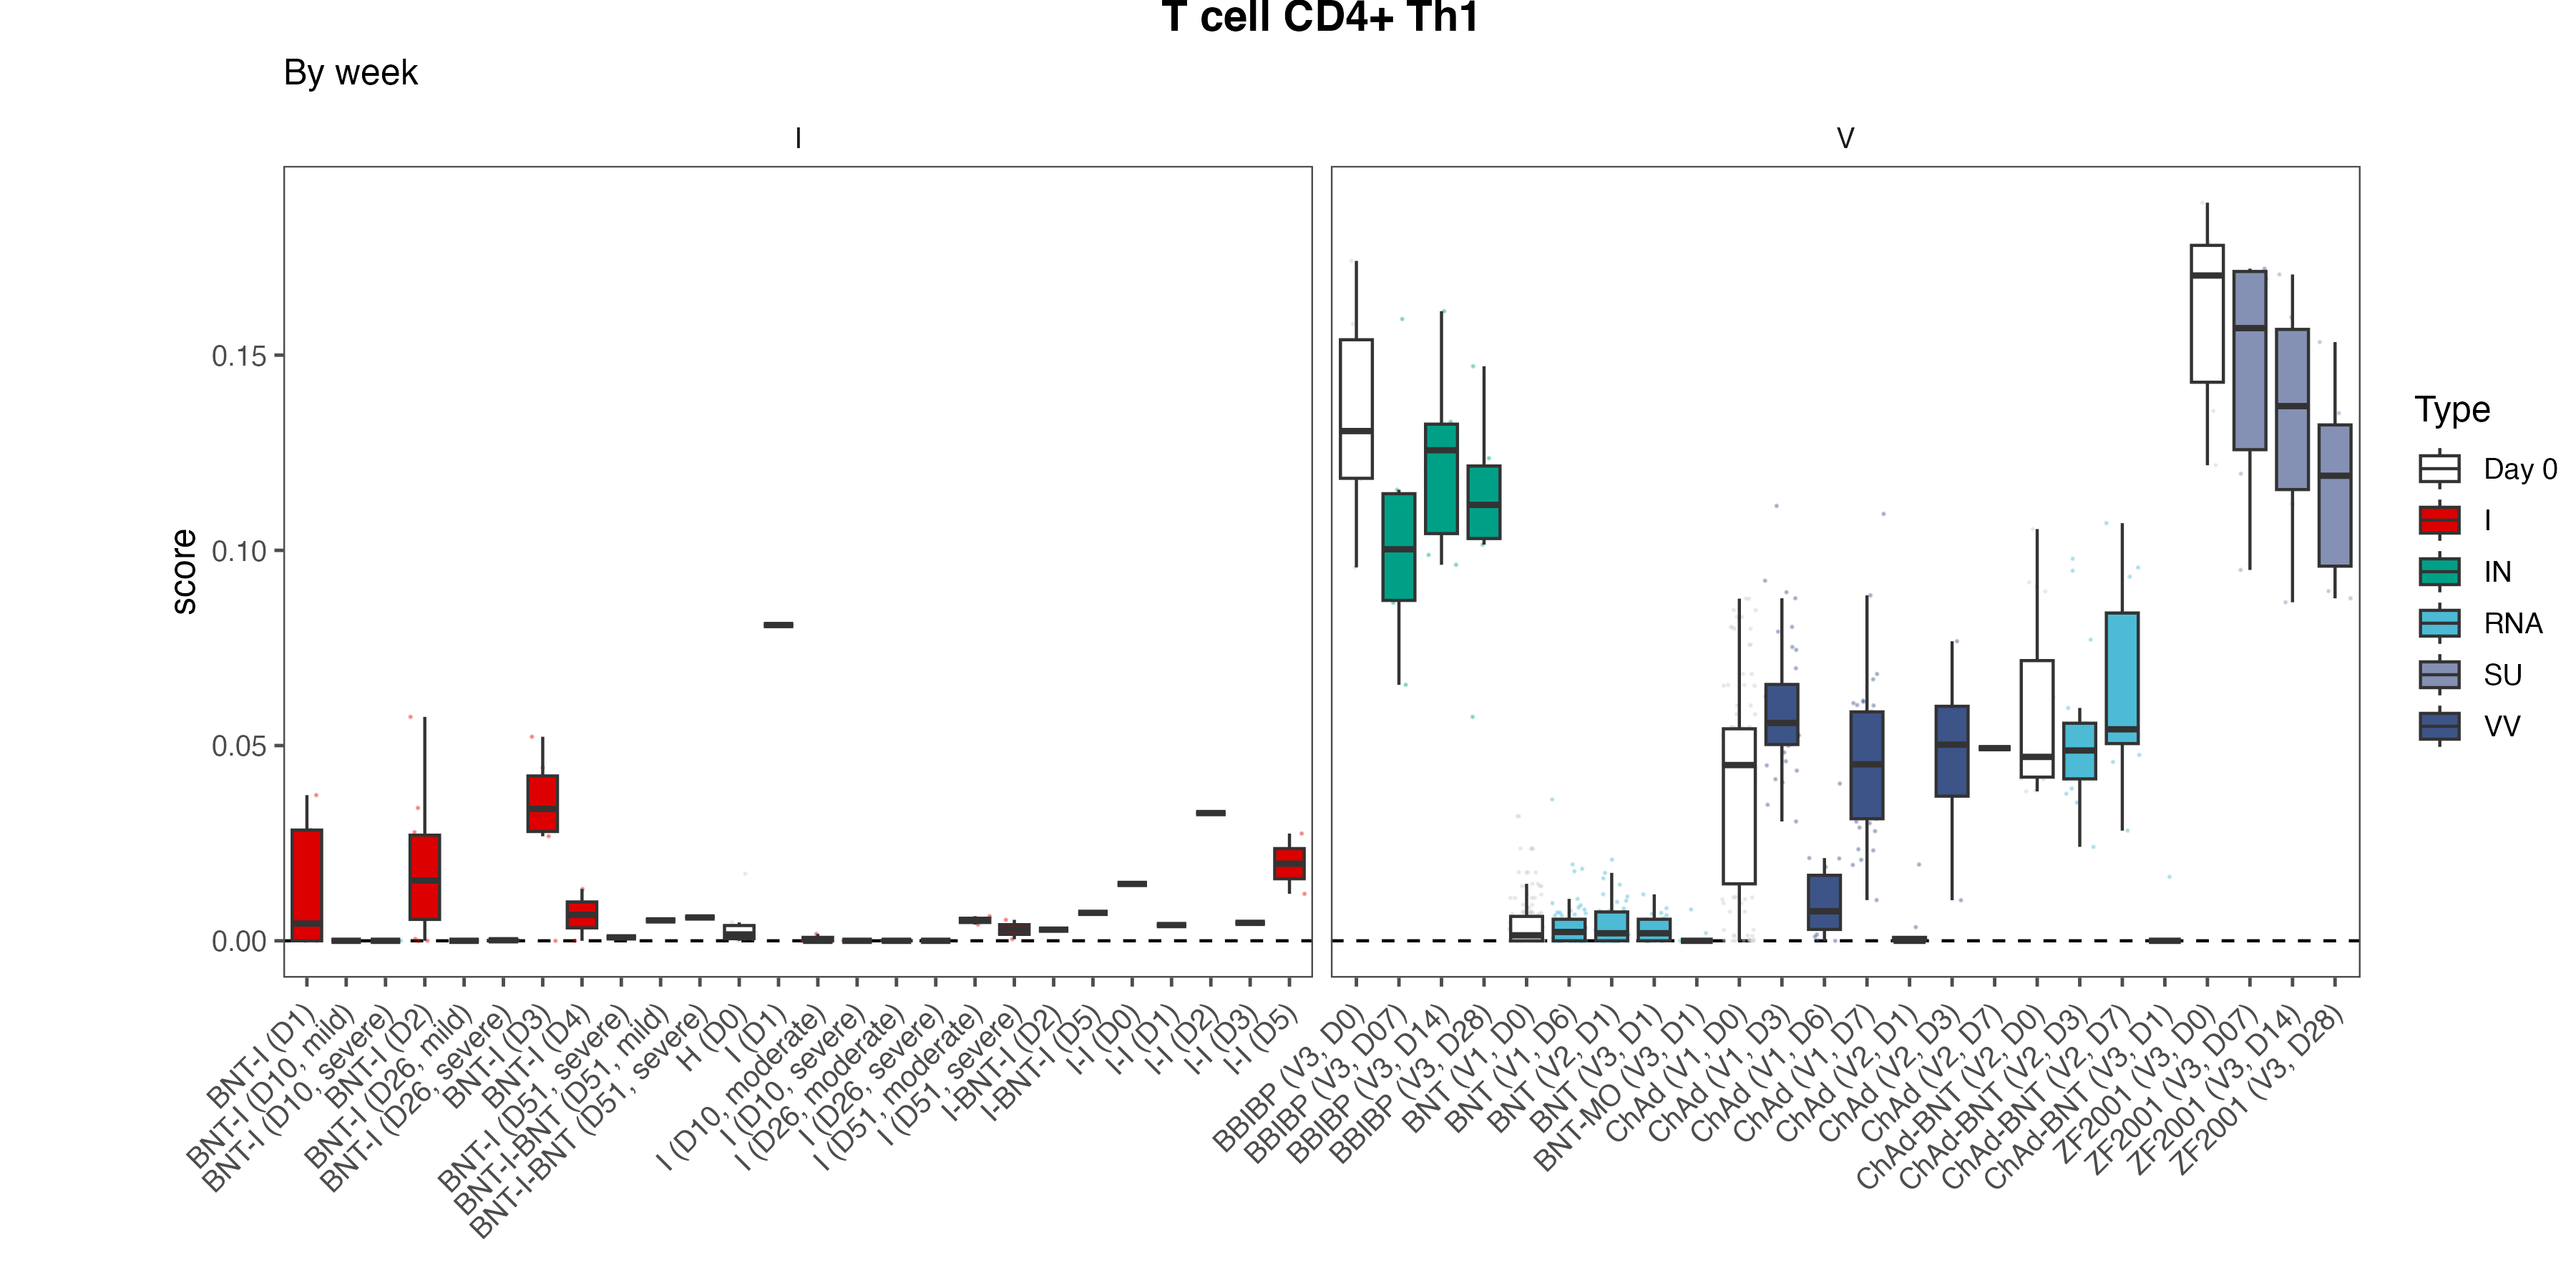 T cell CD4+ Th1
By week
I
V
score
0.15
0.10
0.05
0.00
BNT-I (D1)
BNT-I (D10, mild)
BNT-I (D10, severe)
BNT-I (D2)
BNT-I (D26, mild)
BNT-I (D26, severe)
BNT-I (D3)
BNT-I (D4)
BNT-I (D51, severe)
BNT-I-BNT (D51, mild)
BNT-I-BNT (D51, severe)
H (D0)
I (D1)
I (D10, moderate)
I (D10, severe)
I (D26, moderate)
I (D26, severe)
I (D51, moderate)
I (D51, severe)
I-BNT-I (D2)
I-BNT-I (D5)
I-I (D0)
I-I (D1)
I-I (D2)
I-I (D3)
I-I (D5)
BBIBP (V3, D0)
BBIBP (V3, D07)
BBIBP (V3, D14)
BBIBP (V3, D28)
BNT (V1, D0)
BNT (V1, D6)
BNT (V2, D1)
BNT (V3, D1)
BNT-MO (V3, D1)
ChAd (V1, D0)
ChAd (V1, D3)
ChAd (V1, D6)
ChAd (V1, D7)
ChAd (V2, D1)
ChAd (V2, D3)
ChAd (V2, D7)
ChAd-BNT (V2, D0)
ChAd-BNT (V2, D3)
ChAd-BNT (V2, D7)
ChAd-BNT (V3, D1)
ZF2001 (V3, D0)
ZF2001 (V3, D07)
ZF2001 (V3, D14)
ZF2001 (V3, D28)
Type
Day 0
I
IN
RNA
SU
VV